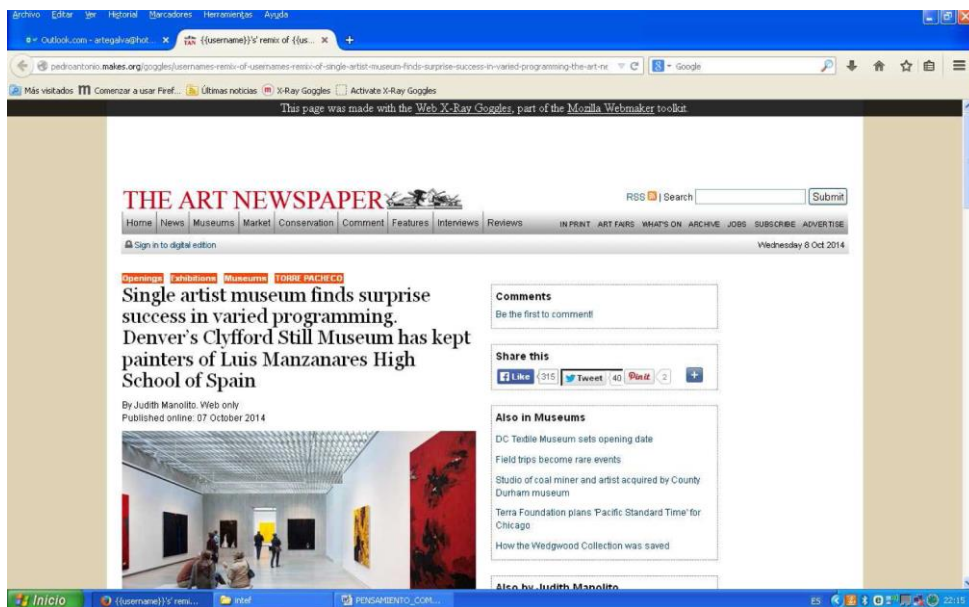 Archivo Editar Ver Historial Marcadores Herramientas Ayuda
Outlook.com - artegalva@hot...
{{username}}'s' remix of {{us...
pedroantonio.makes.org/goggles/usernames-remix-of-usernames-remix-of-single-artist-museum-finds-surprise-success-in-varied-programming-the-art-ne
Google
Más visitados Comenzar a usar Firef... Últimas noticias X-Ray Goggles Activate X-Ray Goggles
This page was made with the Web X-Ray Goggles, part of the Mozilla Webmaker toolkit.
THE ART NEWSPAPER
RSS | Search Submit
Home News Museums Market Conservation Comment Features Interviews Reviews
IN PRINT ART FAIRS WHAT'S ON ARCHIVE JOBS SUBSCRIBE ADVERTISE
Sign in to digital edition
Wednesday 8 Oct 2014
Openings Exhibitions Museums TORRE PACHECO
Single artist museum finds surprise
success in varied programming.
Denver's Clyfford Still Museum has kept
painters of Luis Manzanares High
School of Spain
By Judith Manolito. Web only
Published online: 07 October 2014
Comments
Be the first to comment!
Share this
Like 315 Tweet 40 Pin it 2
Also in Museums
DC Textile Museum sets opening date
Field trips become rare events
Studio of coal miner and artist acquired by County
Durham museum
Terra Foundation plans 'Pacific Standard Time' for
Chicago
How the Wedgwood Collection was saved
Also by Judith Manolito
Inicio
{{username}}'s' remi...
intef
PENSAMIENTO_COM...
ES
22:15